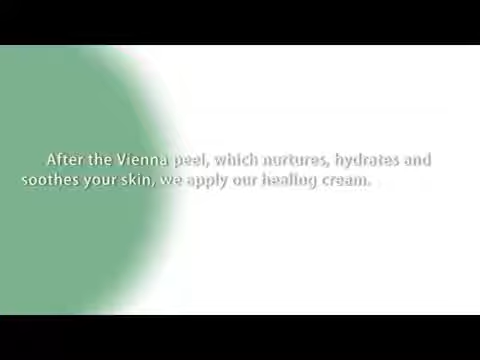 After the Vienna peel, which nurtures, hydrates and
soothes your skin, we apply our healing cream.